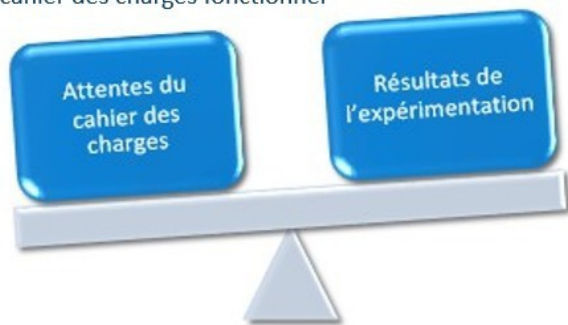 cahier des charges fonctionnel
Attentes du
cahier des
charges
Résultats de
l'expérimentation